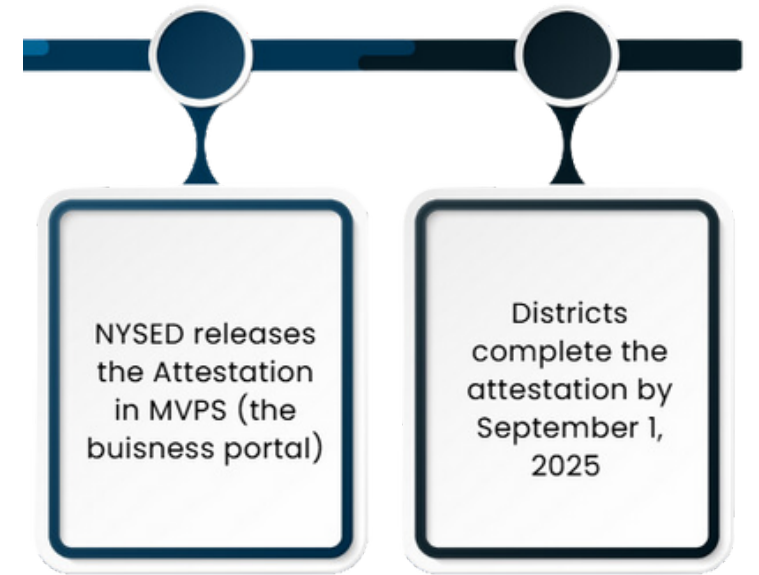 NYSED releases
the Attestation
in MVPS (the
buisness portal)
Districts
complete the
attestation by
September 1,
2025